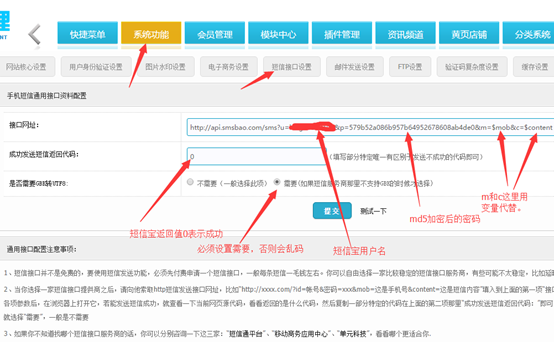 快捷菜单 系统功能 会员管理 模块中心 插件管理 资讯频道 黄页店铺 分类系统
网站核心设置 用户身份验证设置 图片水印设置 电子商务设置 短信接口设置 邮件发送设置 FTP设置 验证码复杂度设置 缓存设置
手机短信通用接口资料配置
接口网址: http://api.smsbao.com/sms?u= &p=579b52a086b957b64952678608ab4de0&m=$mob&c=$content
成功发送短信返回代码: 0 (填写部分特定唯一有区别于发送不成功的代码即可)
是否需要GBK转UTF8: 不需要 (一般选择此项) 需要(如果短信服务商那里不支持GBK的时候才选择)
提交 测试一下
m和c这里用
变量代替。
md5加密后的密码
短信宝返回值0表示成功
必须设置需要，否则会乱码
短信宝用户名
通用接口配置注意事项:
1、短信接口并不是免费的，要使用短信发送功能，必须先付费申请一个短信接口，一般每条短信一毛钱左右。你可以自由选择一家比较稳定的短信接口服务商，有些可能不太稳定，比如延
2、当你选择一家短信接口提供商之后，请向他索取http短信发送接口网址，比如"http://xxxx.com/?id=帐号&密码=xxx&mob=这是手机号&content=这是短信内容"填入到上面的第一项"接口
各项参数后，在浏览器上打开它，若能发送短信成功，就查看一下当前网页源代码，看看返回的是什么代码，然后复制一部分特定的代码在上面的第二项那里"成功发送短信返回代码："即可
就选择"需要"，一般是不需要
3、如果你不知道找哪个短信接口服务商的话，你可以分别咨询一下这三家："短信通平台"、"移动商务应用中心"、"单元科技"，看看哪个更适合你.